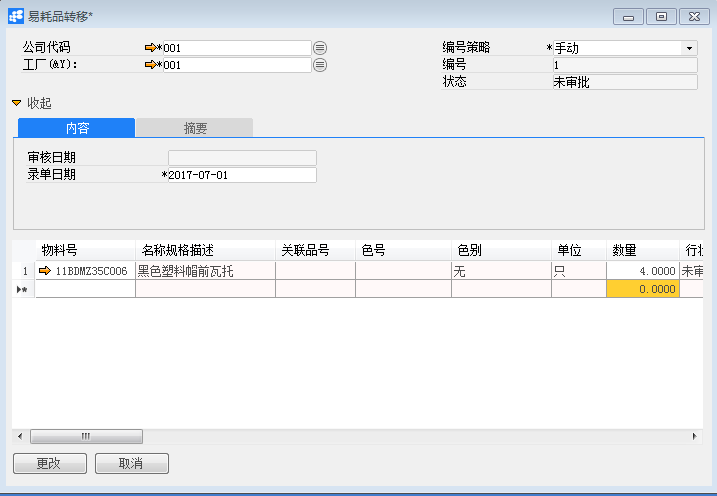 易耗品转移*
公司代码 *001 编号策略 *手动
工厂(&Y): *001 编号 1
状态 未审批
收起
内容 摘要
审核日期
录单日期 *2017-07-01
物料号 名称规格描述 关联品号 色号 色别 单位 数量
1 11BDMZ35C006 黑色塑料帽前瓦托 无 只 4.0000 未审
* 0.0000
更改 取消